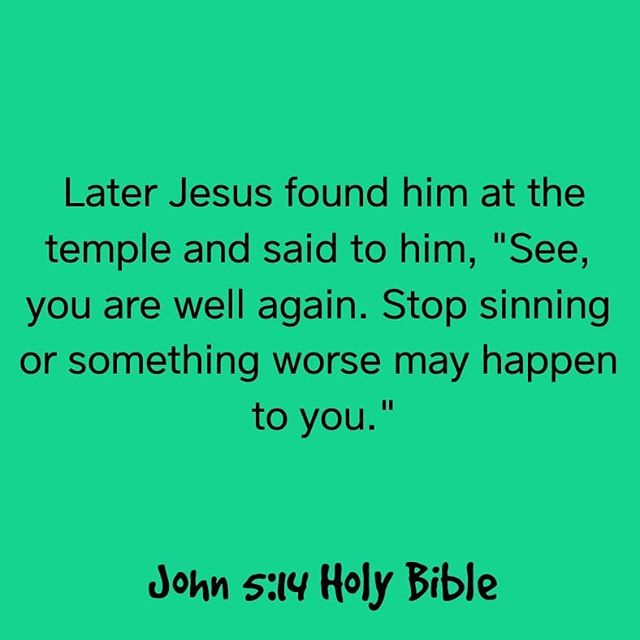 Later Jesus found him at the
temple and said to him, "See,
you are well again. Stop sinning
or something worse may happen
to you."
John 5:14 Holy Bible